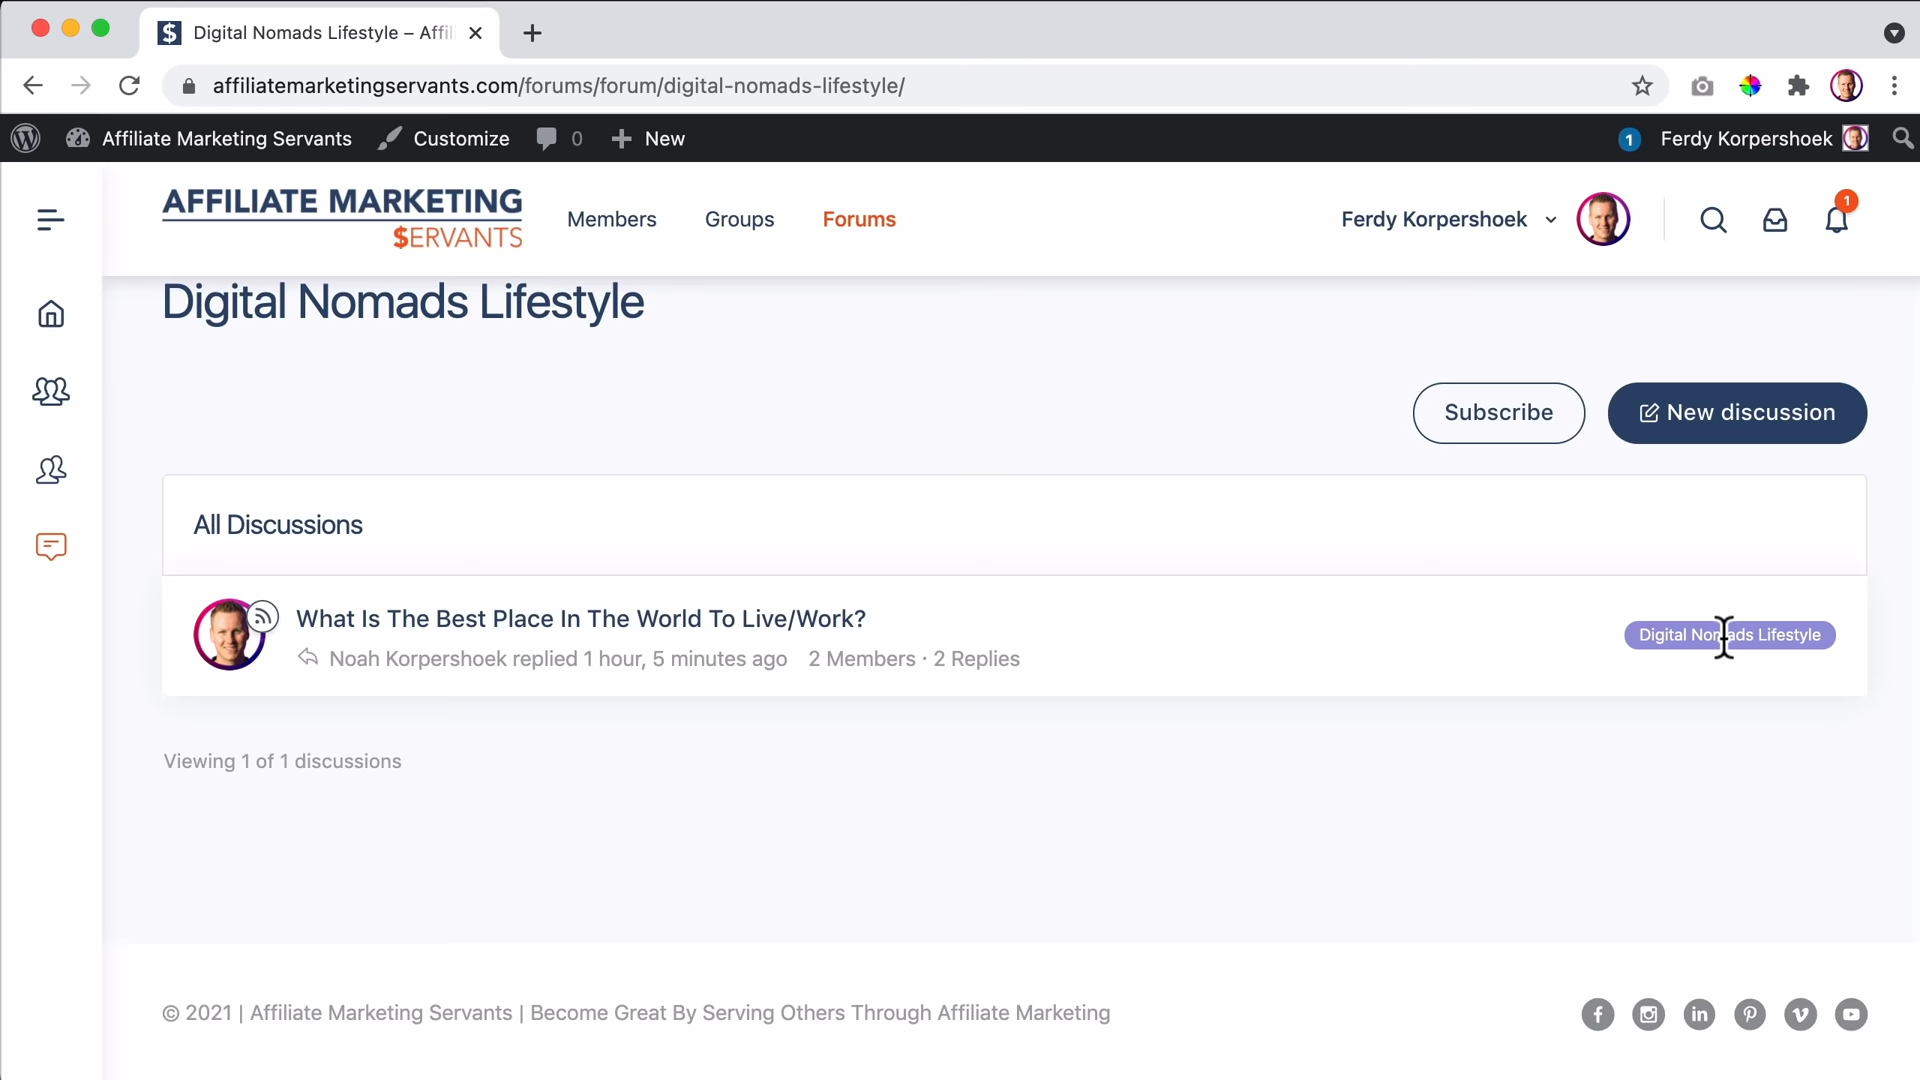 Digital Nomads Lifestyle – Affil
affiliatemarketingservants.com/forums/forum/digital-nomads-lifestyle/
Affiliate Marketing Servants Customize 0 New 1 Ferdy Korpershoek
AFFILIATE MARKETING
$ERVANTS
Members Groups Forums Ferdy Korpershoek 1
Digital Nomads Lifestyle
Subscribe New discussion
All Discussions
What Is The Best Place In The World To Live/Work?
Digital Nomads Lifestyle
Noah Korpershoek replied 1 hour, 5 minutes ago 2 Members · 2 Replies
Viewing 1 of 1 discussions
© 2021 | Affiliate Marketing Servants | Become Great By Serving Others Through Affiliate Marketing